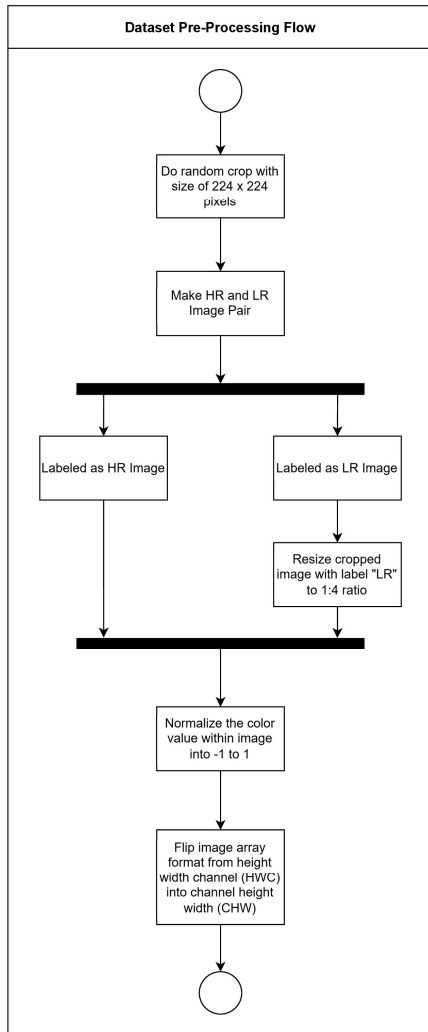 Dataset Pre-Processing Flow
Do random crop with
size of 224 x 224
pixels
Make HR and LR
Image Pair
Labeled as HR Image
Labeled as LR Image
Resize cropped
image with label "LR"
to 1:4 ratio
Normalize the color
value within image
into -1 to 1
Flip image array
format from height
width channel (HWC)
into channel height
width (CHW)